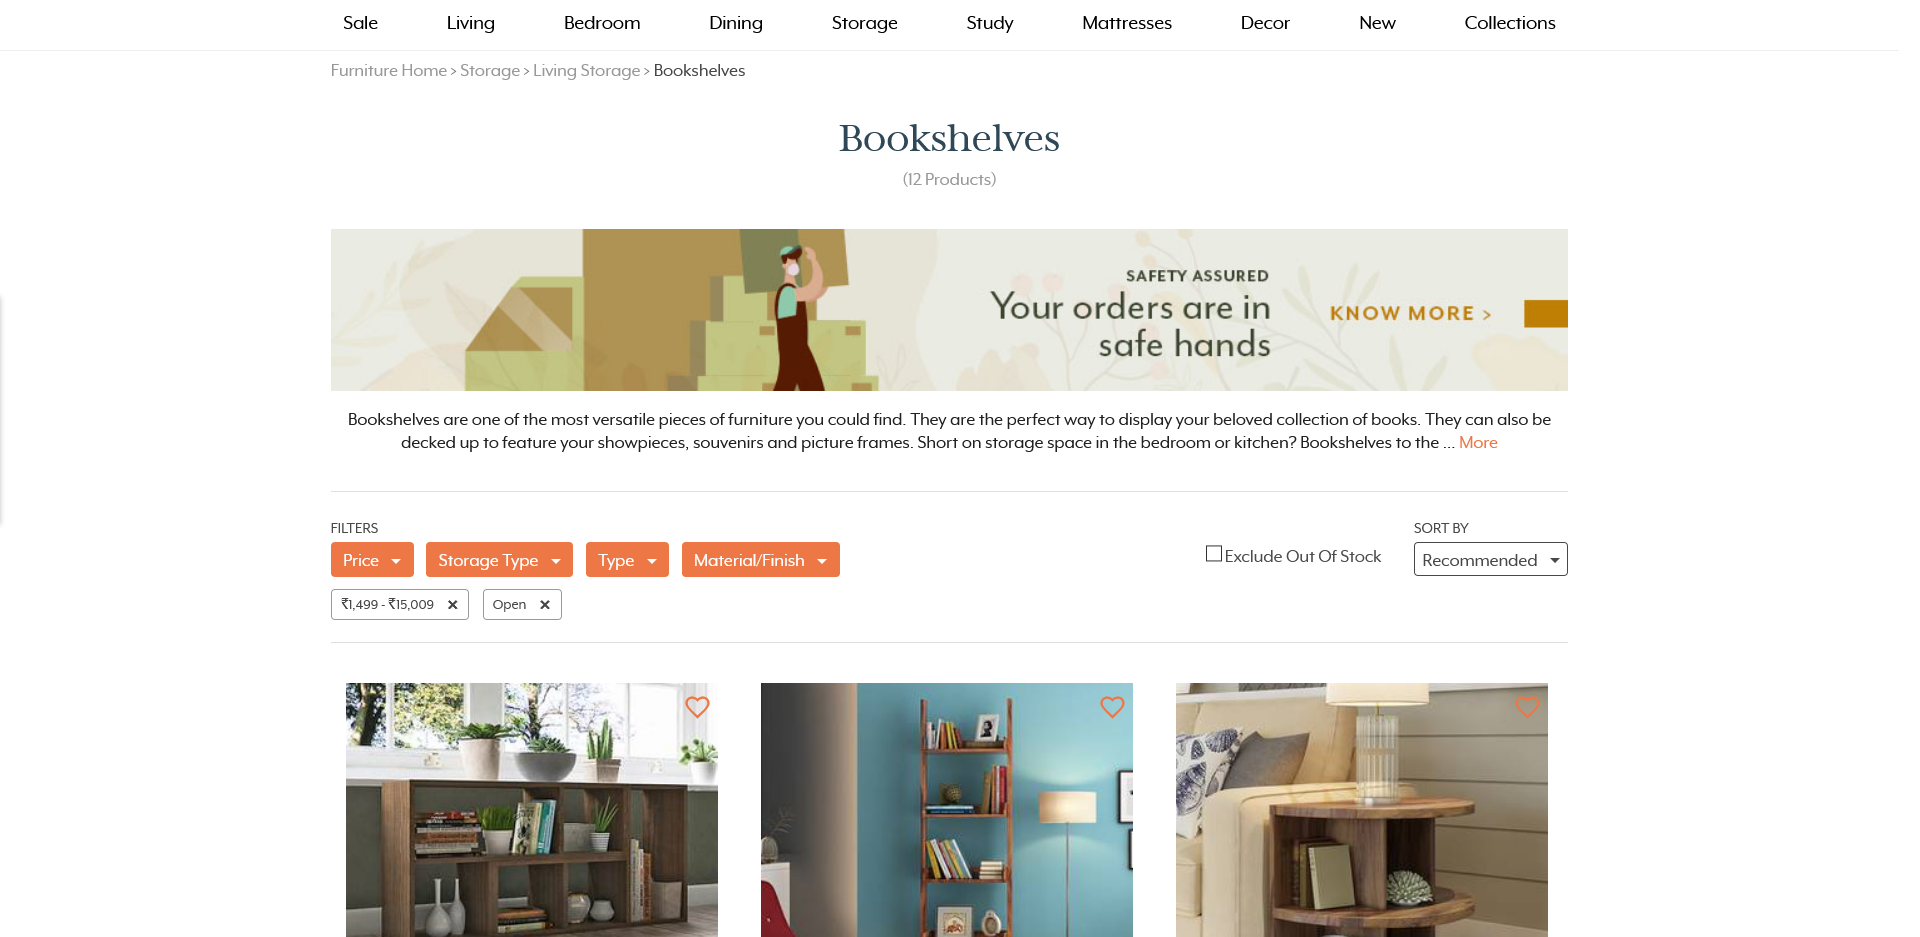 Sale Living Bedroom Dining Storage Study Mattresses Decor New Collections
Furniture Home > Storage > Living Storage > Bookshelves
Bookshelves
(12 Products)
SAFETY ASSURED
Your orders are in
safe hands
KNOW MORE >
Bookshelves are one of the most versatile pieces of furniture you could find. They are the perfect way to display your beloved collection of books. They can also be
decked up to feature your showpieces, souvenirs and picture frames. Short on storage space in the bedroom or kitchen? Bookshelves to the ... More
FILTERS
Price Storage Type Type Material/Finish
₹1,499 - ₹15,009 Open
Exclude Out Of Stock
SORT BY
Recommended